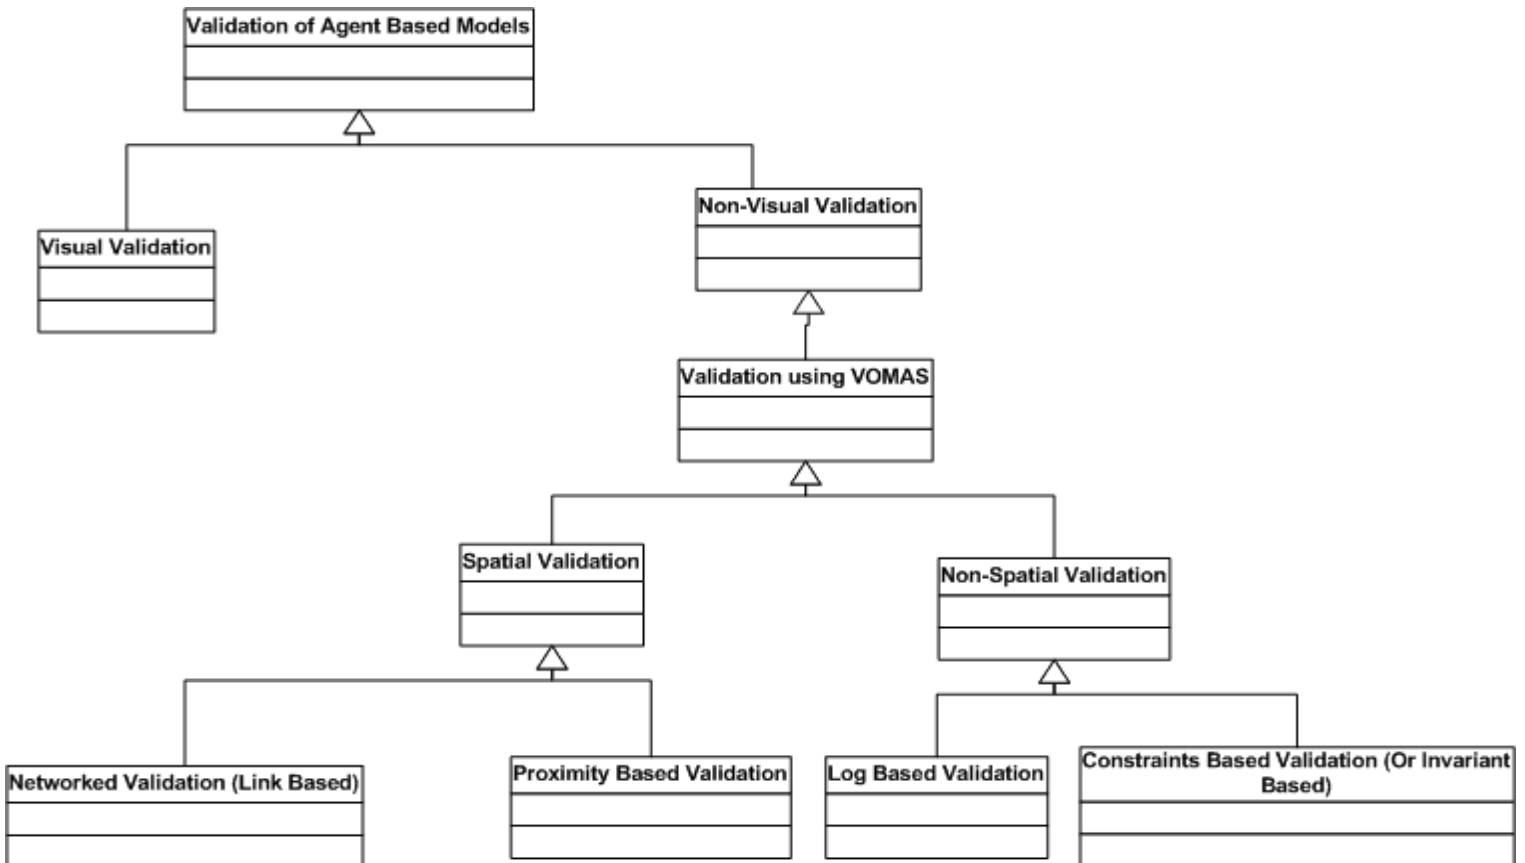 Validation of Agent Based Models
Non-Visual Validation
Visual Validation
Validation using VOMAS
Spatial Validation
Non-Spatial Validation
Networked Validation (Link Based)
Proximity Based Validation
Log Based Validation
Constraints Based Validation (Or Invariant
Based)